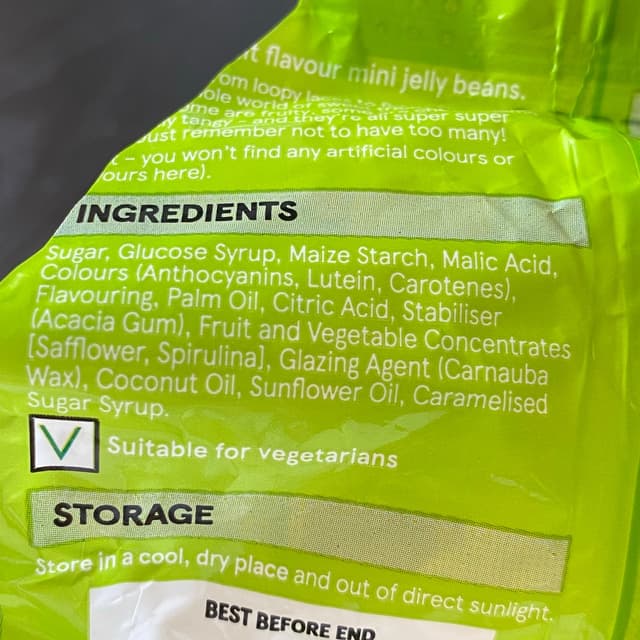 t flavour mini jelly beans.
om loopy
ole world of
ome are fruity, some
y tangy – and they're all super super
ust remember not to have too many!
– you won't find any artificial colours or
ours here).
INGREDIENTS
Sugar, Glucose Syrup, Maize Starch, Malic Acid,
Colours (Anthocyanins, Lutein, Carotenes),
Flavouring, Palm Oil, Citric Acid, Stabiliser
(Acacia Gum), Fruit and Vegetable Concentrates
[Safflower, Spirulina], Glazing Agent (Carnauba
Wax), Coconut Oil, Sunflower Oil, Caramelised
Sugar Syrup.
V Suitable for vegetarians
STORAGE
Store in a cool, dry place and out of direct sunlight.
BEST BEFORE END